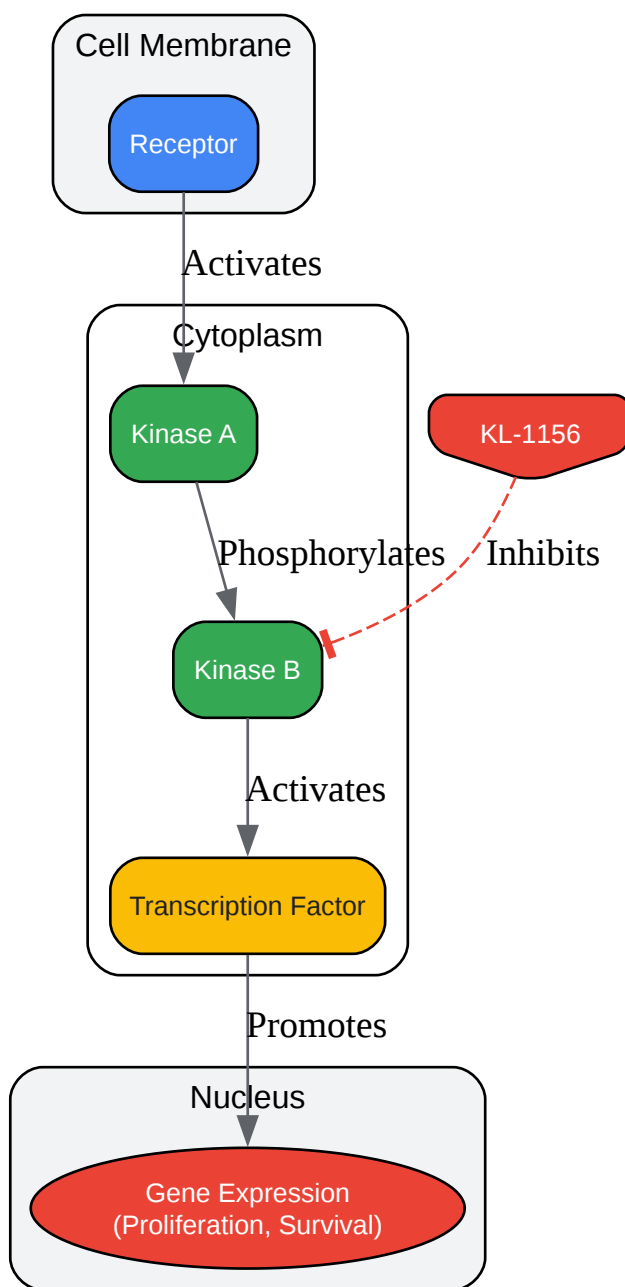 Cell Membrane
Receptor
Activates
Cytoplasm
Kinase A
KL-1156
Phosphorylates
Inhibits
Kinase B
Activates
Transcription Factor
Promotes
Nucleus
Gene Expression
(Proliferation, Survival)